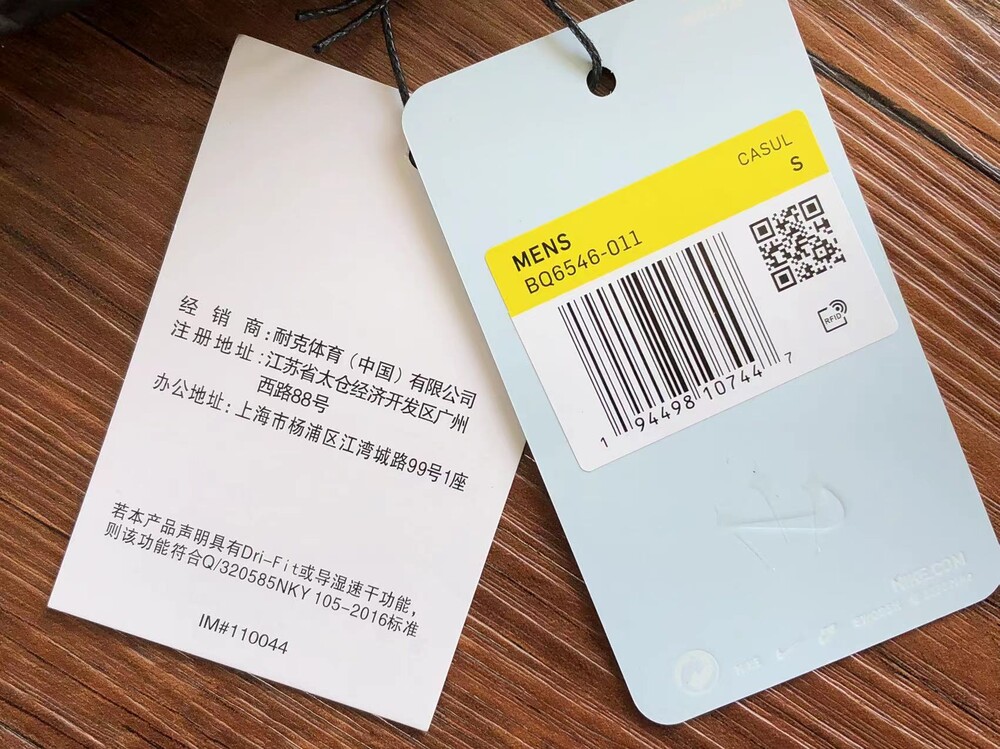 经销商:耐克体育（中国）有限公司
注册地址:江苏省太仓经济开发区广州
西路88号
办公地址:上海市杨浦区江湾城路99号1座
若本产品声明具有Dri-Fit或导湿速干功能，
则该功能符合Q/320585NKY 105-2016标准
IM#110044
CASUL
S
MENS
BQ6546-011
RFID
1 94498 10744 7
NIKE.COM